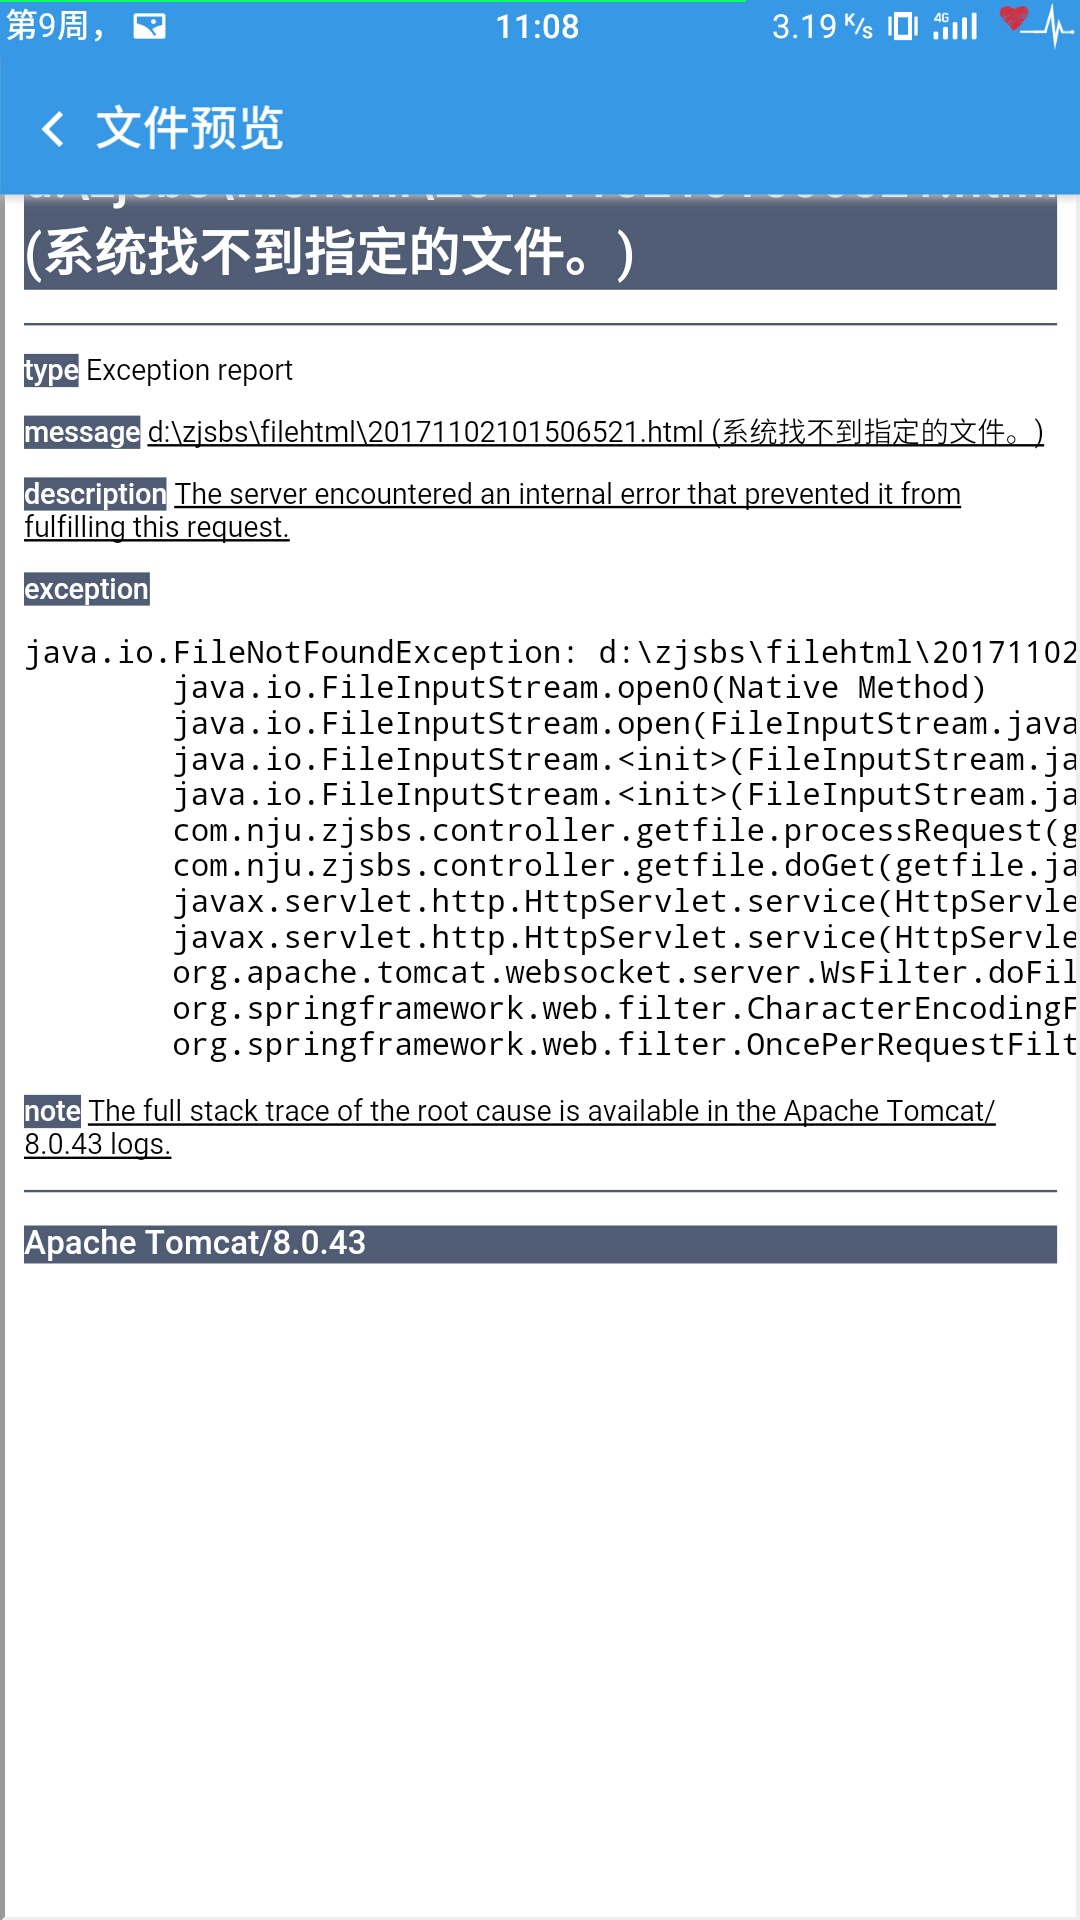 第9周，
11:08
3.19 K/s
4G
文件预览
(系统找不到指定的文件。)
type Exception report
message d:\zjsbs\filehtml\20171102101506521.html (系统找不到指定的文件。)
description The server encountered an internal error that prevented it from
fulfilling this request.
exception
java.io.FileNotFoundException: d:\zjsbs\filehtml\20171102
java.io.FileInputStream.open0(Native Method)
java.io.FileInputStream.open(FileInputStream.java
java.io.FileInputStream.<init>(FileInputStream.ja
java.io.FileInputStream.<init>(FileInputStream.ja
com.nju.zjsbs.controller.getfile.processRequest(g
com.nju.zjsbs.controller.getfile.doGet(getfile.ja
javax.servlet.http.HttpServlet.service(HttpServle
javax.servlet.http.HttpServlet.service(HttpServle
org.apache.tomcat.websocket.server.WsFilter.doFil
org.springframework.web.filter.CharacterEncodingF
org.springframework.web.filter.OncePerRequestFilt
note The full stack trace of the root cause is available in the Apache Tomcat/
8.0.43 logs.
Apache Tomcat/8.0.43